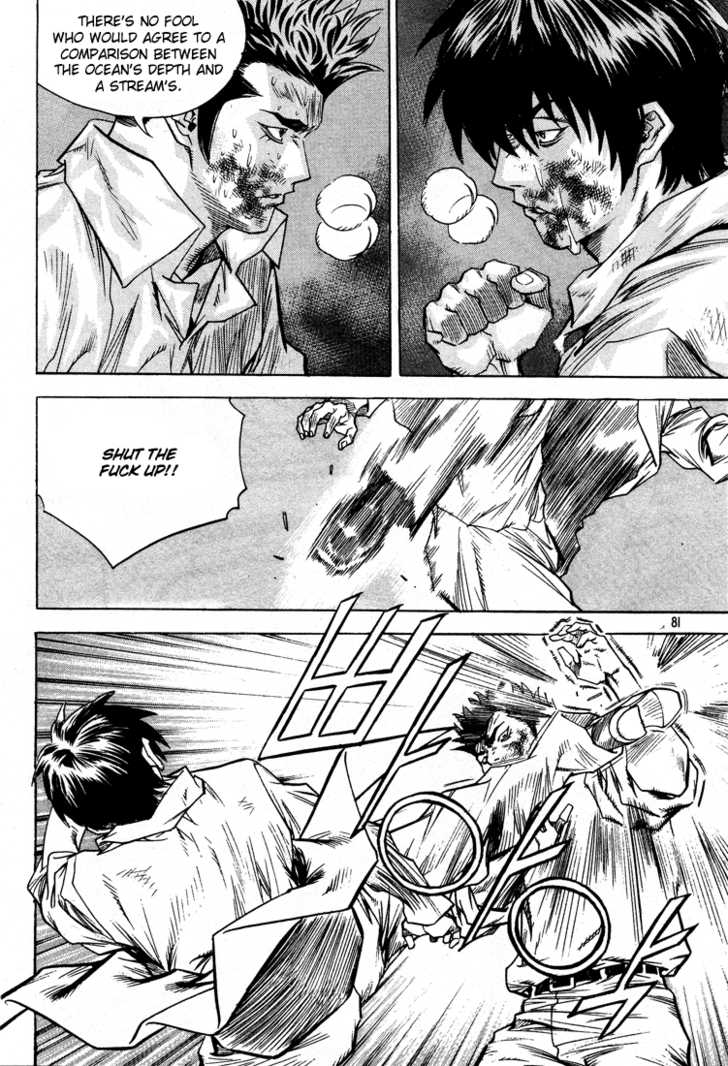 THERE'S NO FOOL
WHO WOULD AGREE TO A
COMPARISON BETWEEN
THE OCEAN'S DEPTH AND
A STREAM'S.
SHUT THE
FUCK UP!!
81